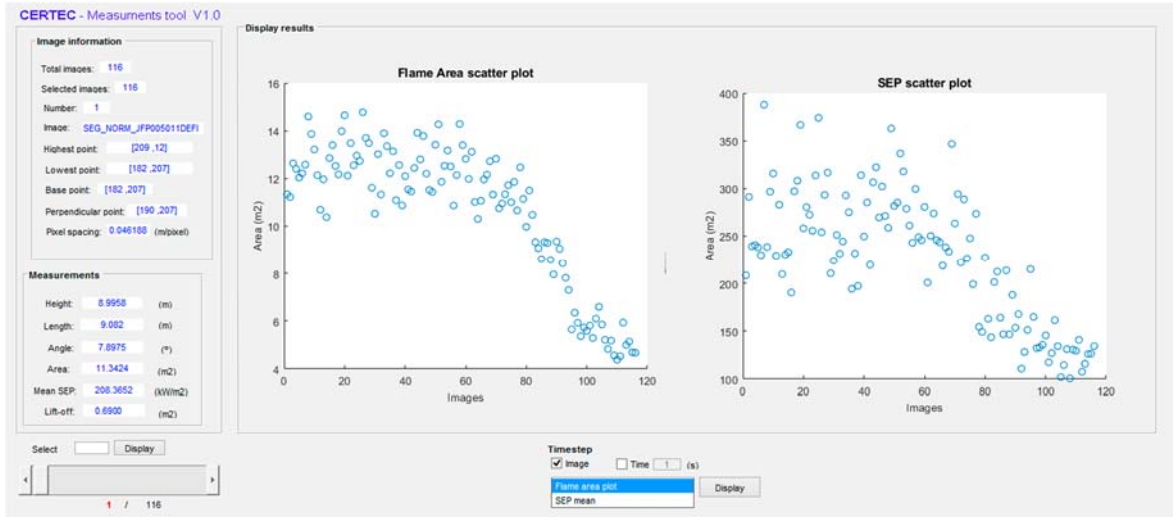 CERTEC - Measurments tool V1.0
Image information
Total images: 116
Selected images: 116
Number: 1
Image: SEG_NORM_JFP005011DEFI
Highest point: [209 ,12]
Lowest point: [182 ,207]
Base point: [182 ,207]
Perpendicular point: [190 ,207]
Pixel spacing: 0.046188 (m/pixel)
Measurements
Height: 8.9958 (m)
Length: 9.082 (m)
Angle: 7.8975 (º)
Area: 11.3424 (m2)
Mean SEP: 208.3652 (kW/m2)
Lift-off: 0.6900 (m2)
Select Display
1 / 116
Display results
Flame Area scatter plot
16
14
12
10
8
6
4
Area (m2)
0 20 40 60 80 100 120
Images
SEP scatter plot
400
350
300
250
200
150
100
Area (m2)
0 20 40 60 80 100 120
Images
Timestep
Image Time 1 (s)
Flame area plot
SEP mean
Display